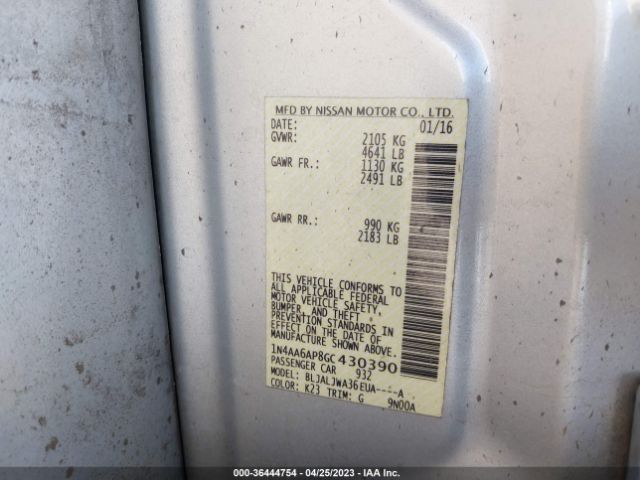 MFD BY NISSAN MOTOR CO., LTD.
DATE: 01/16
GVWR: 2105 KG
4641 LB
GAWR FR.: 1130 KG
2491 LB
GAWR RR.: 990 KG
2183 LB
THIS VEHICLE CONFORMS TO
ALL APPLICABLE FEDERAL
MOTOR VEHICLE SAFETY,
BUMPER, AND THEFT
PREVENTION STANDARDS IN
EFFECT ON THE DATE OF
MANUFACTURE SHOWN ABOVE.
1N4AA6AP8GC430390
PASSENGER CAR 932
MODEL: BLJALJWA36EUA----A
COLOR: K23 TRIM: G 9N00A
000-36444754 - 04/25/2023 - IAA Inc.